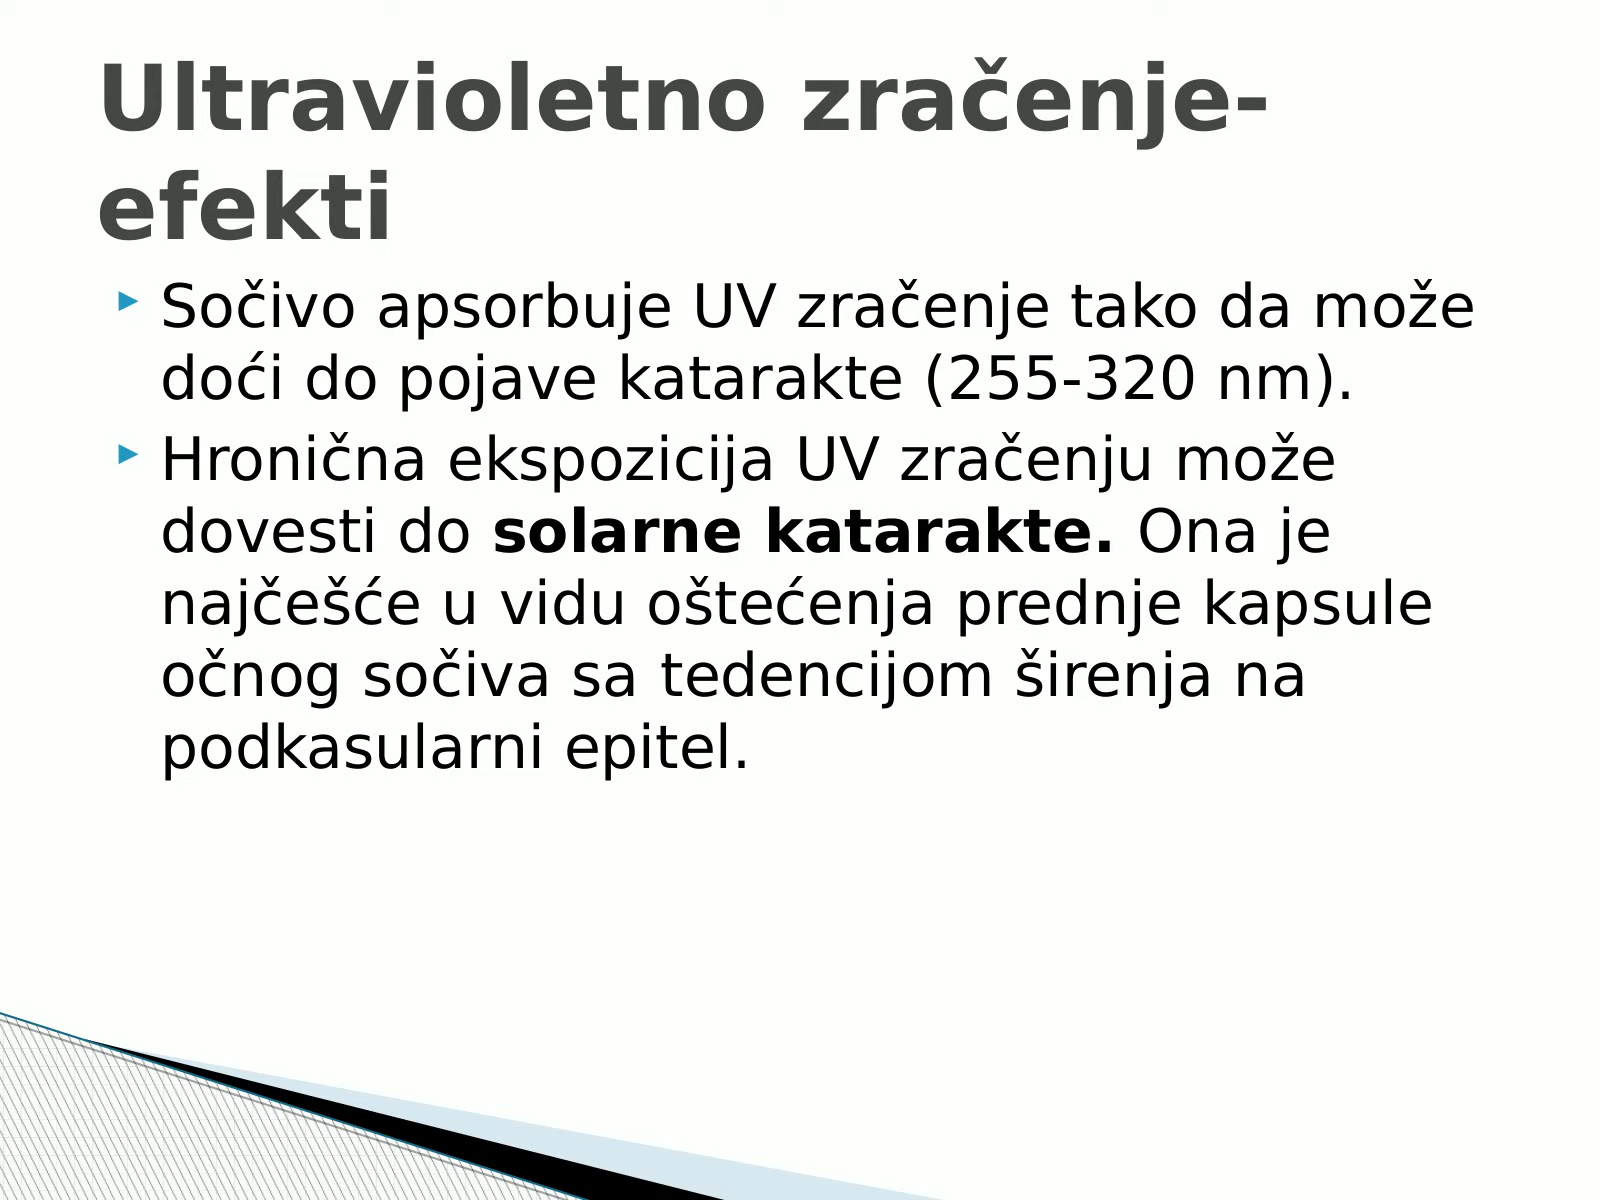 Ultravioletno zračenje-
efekti
Sočivo apsorbuje UV zračenje tako da može
doći do pojave katarakte (255-320 nm).
Hronična ekspozicija UV zračenju može
dovesti do solarne katarakte. Ona je
najčešće u vidu oštećenja prednje kapsule
očnog sočiva sa tedencijom širenja na
podkasularni epitel.